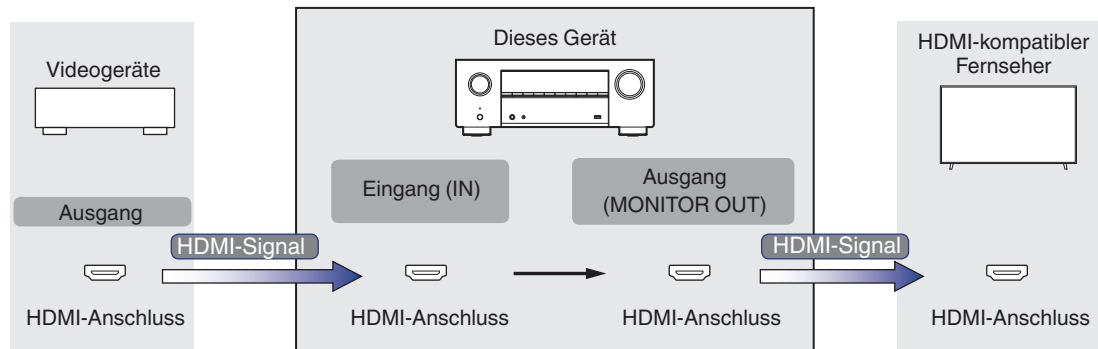 Videogeräte
Ausgang
HDMI-Signal
HDMI-Anschluss
Dieses Gerät
Eingang (IN)
HDMI-Anschluss
Ausgang
(MONITOR OUT)
HDMI-Anschluss
HDMI-Signal
HDMI-kompatibler
Fernseher
HDMI-Anschluss